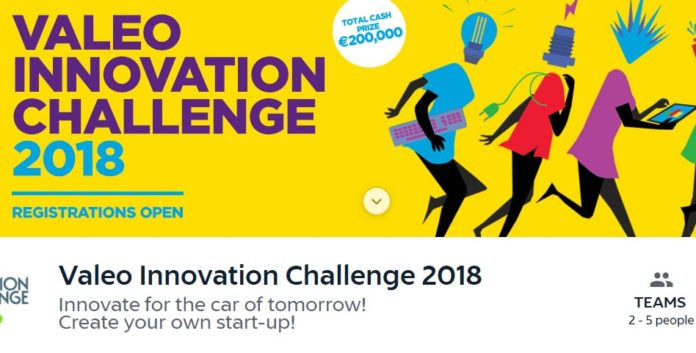 VALEO
INNOVATION
CHALLENGE
2018
REGISTRATIONS OPEN
TOTAL CASH
PRIZE
€200,000
Valeo Innovation Challenge 2018
Innovate for the car of tomorrow!
Create your own start-up!
TEAMS
2 - 5 people